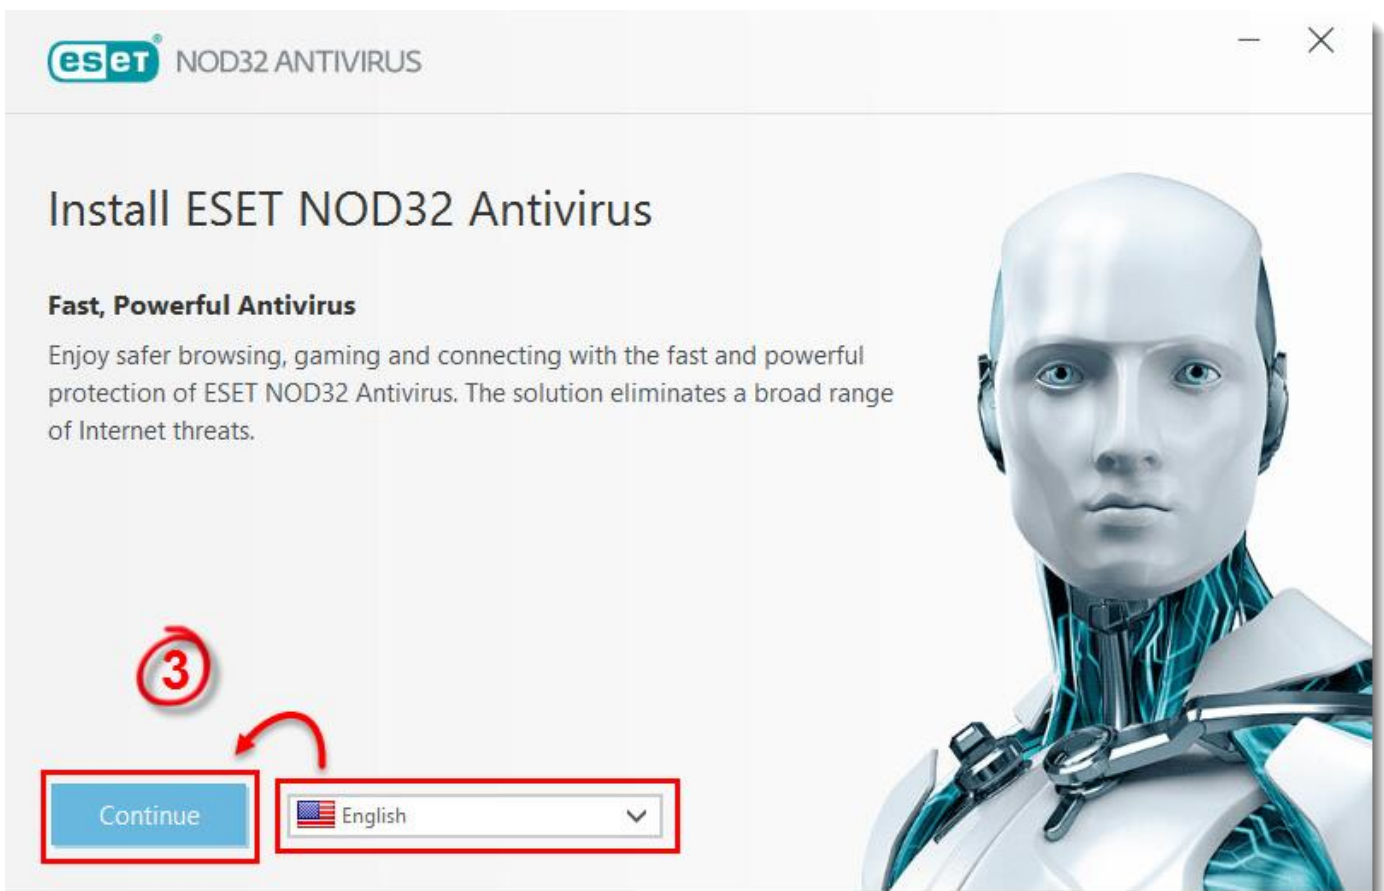 eset® NOD32 ANTIVIRUS
Install ESET NOD32 Antivirus
Fast, Powerful Antivirus
Enjoy safer browsing, gaming and connecting with the fast and powerful
protection of ESET NOD32 Antivirus. The solution eliminates a broad range
of Internet threats.
3
Continue
English